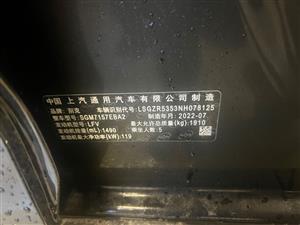 中国上汽通用汽车有限公司制造
品牌:别克 车辆识别代号:LSGZR5353NH078125
整车型号:SGM7157EBA2 制造年月:2022-07
发动机型号:LFV 最大允许总质量(kg):1910
发动机排量(mL):1490 乘坐人数:5
发动机最大净功率(kW):119